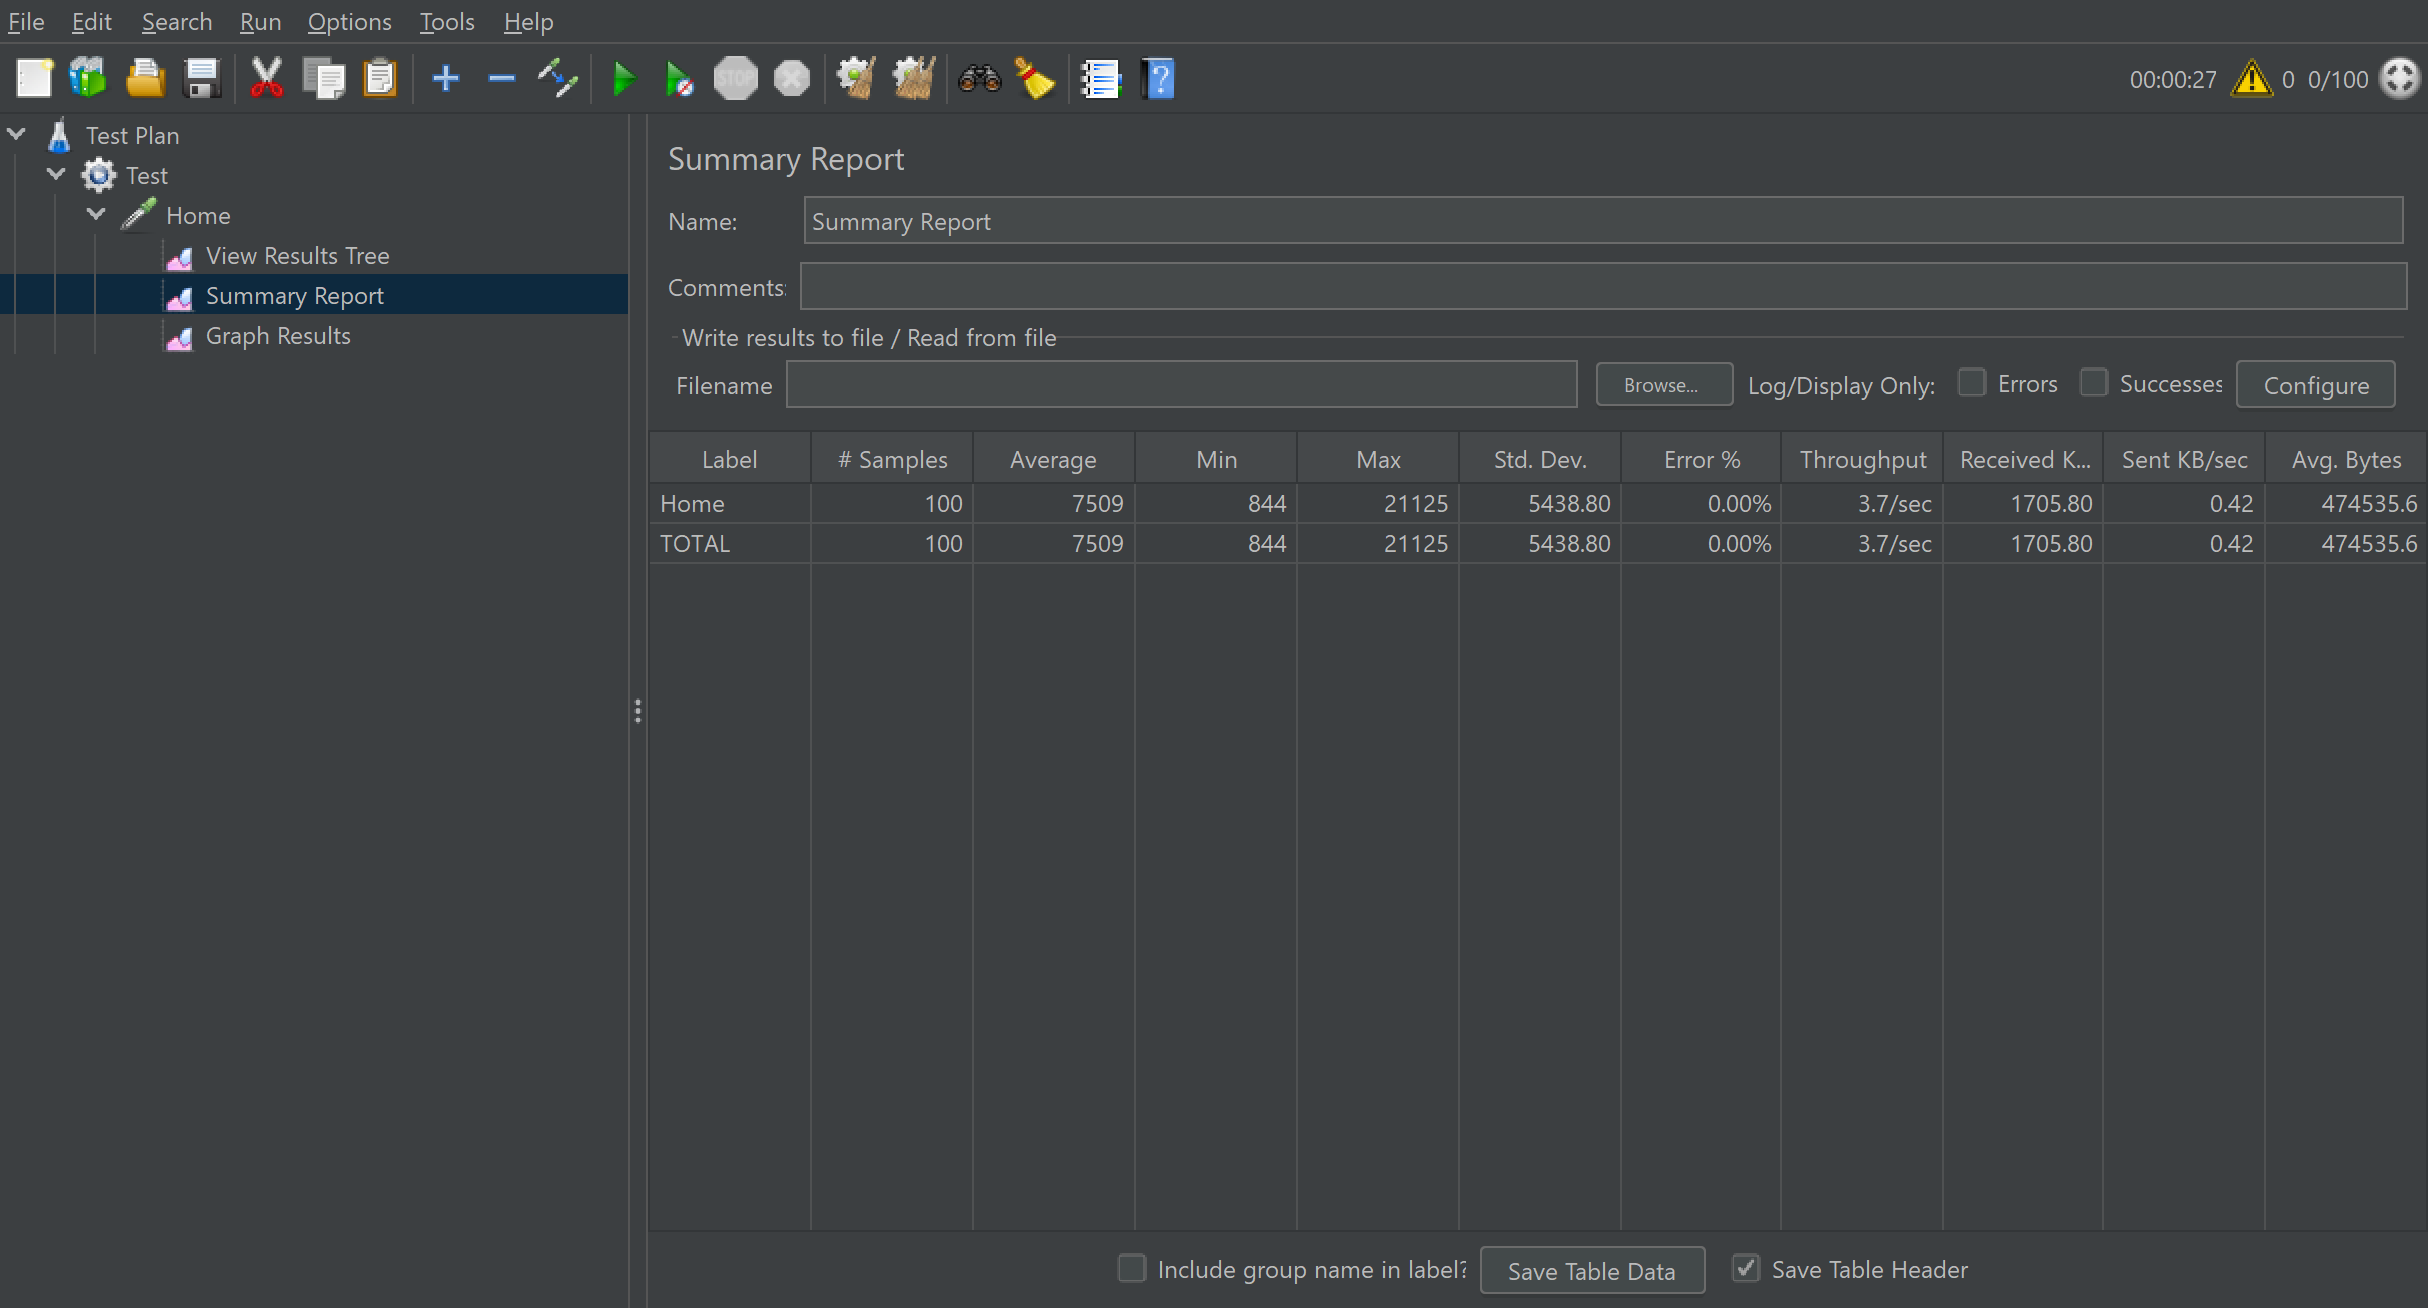 File Edit Search Run Options Tools Help
STOP
?
00:00:27 0 0/100
Test Plan
Test
Home
View Results Tree
Summary Report
Graph Results
Summary Report
Name: Summary Report
Comments:
Write results to file / Read from file
Filename Browse... Log/Display Only: Errors Successes Configure
Label # Samples Average Min Max Std. Dev. Error % Throughput Received K... Sent KB/sec Avg. Bytes
Home 100 7509 844 21125 5438.80 0.00% 3.7/sec 1705.80 0.42 474535.6
TOTAL 100 7509 844 21125 5438.80 0.00% 3.7/sec 1705.80 0.42 474535.6
Include group name in label? Save Table Data Save Table Header